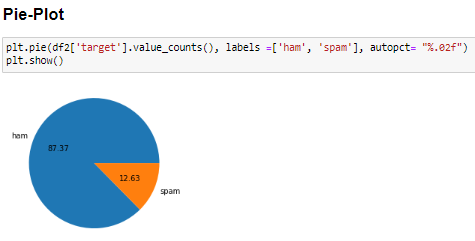 Pie-Plot
plt.pie(df2['target'].value_counts(), labels =['ham', 'spam'], autopct= "%.02f")
plt.show()
ham
87.37
12.63
spam